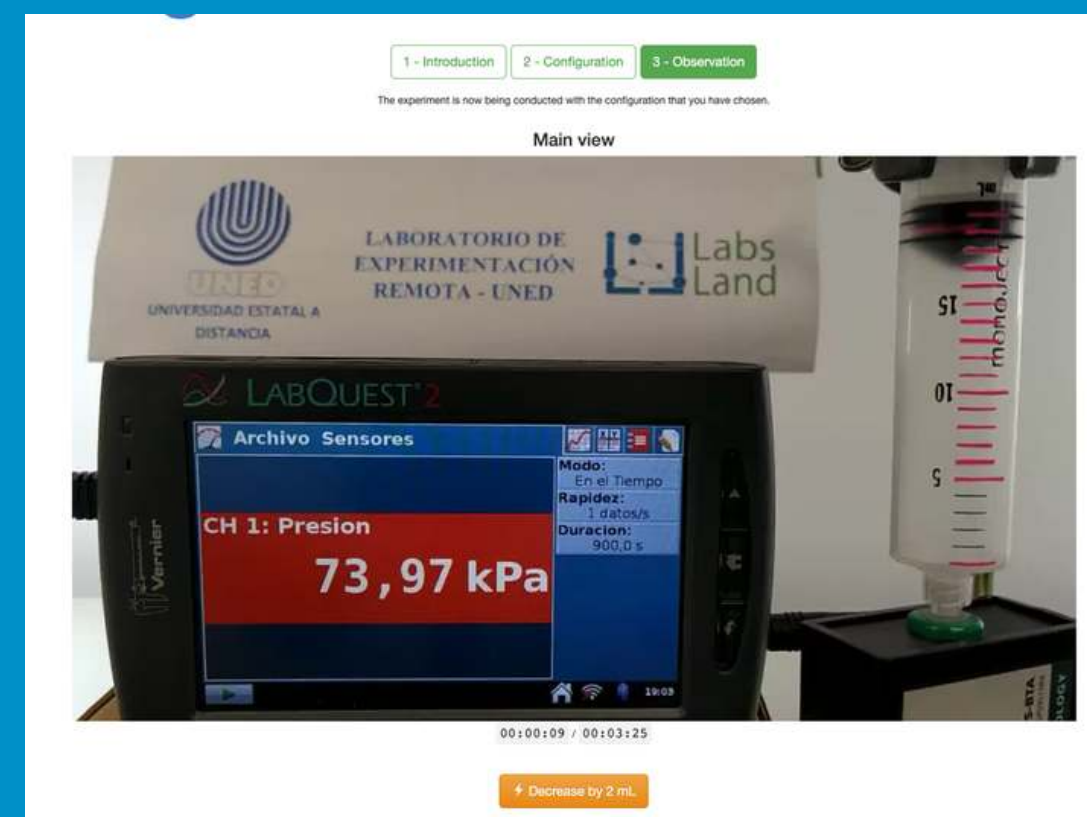 1 - Introduction
2 - Configuration
3 - Observation
The experiment is now being conducted with the configuration that you have chosen.
Main view
UNED
UNIVERSIDAD ESTATAL A
DISTANCIA
LABORATORIO DE
EXPERIMENTACIÓN
REMOTA - UNED
Labs
Land
LABQUEST 2
Vernier
Archivo Sensores
CH 1: Presion
73,97 kPa
Modo:
En el Tiempo
Rapidez:
1 datos/s
Duracion:
900,0 s
19:03
mL
15
10
5
monoject
S-BTA
OLOGY
00:00:09 / 00:03:25
Decrease by 2 mL